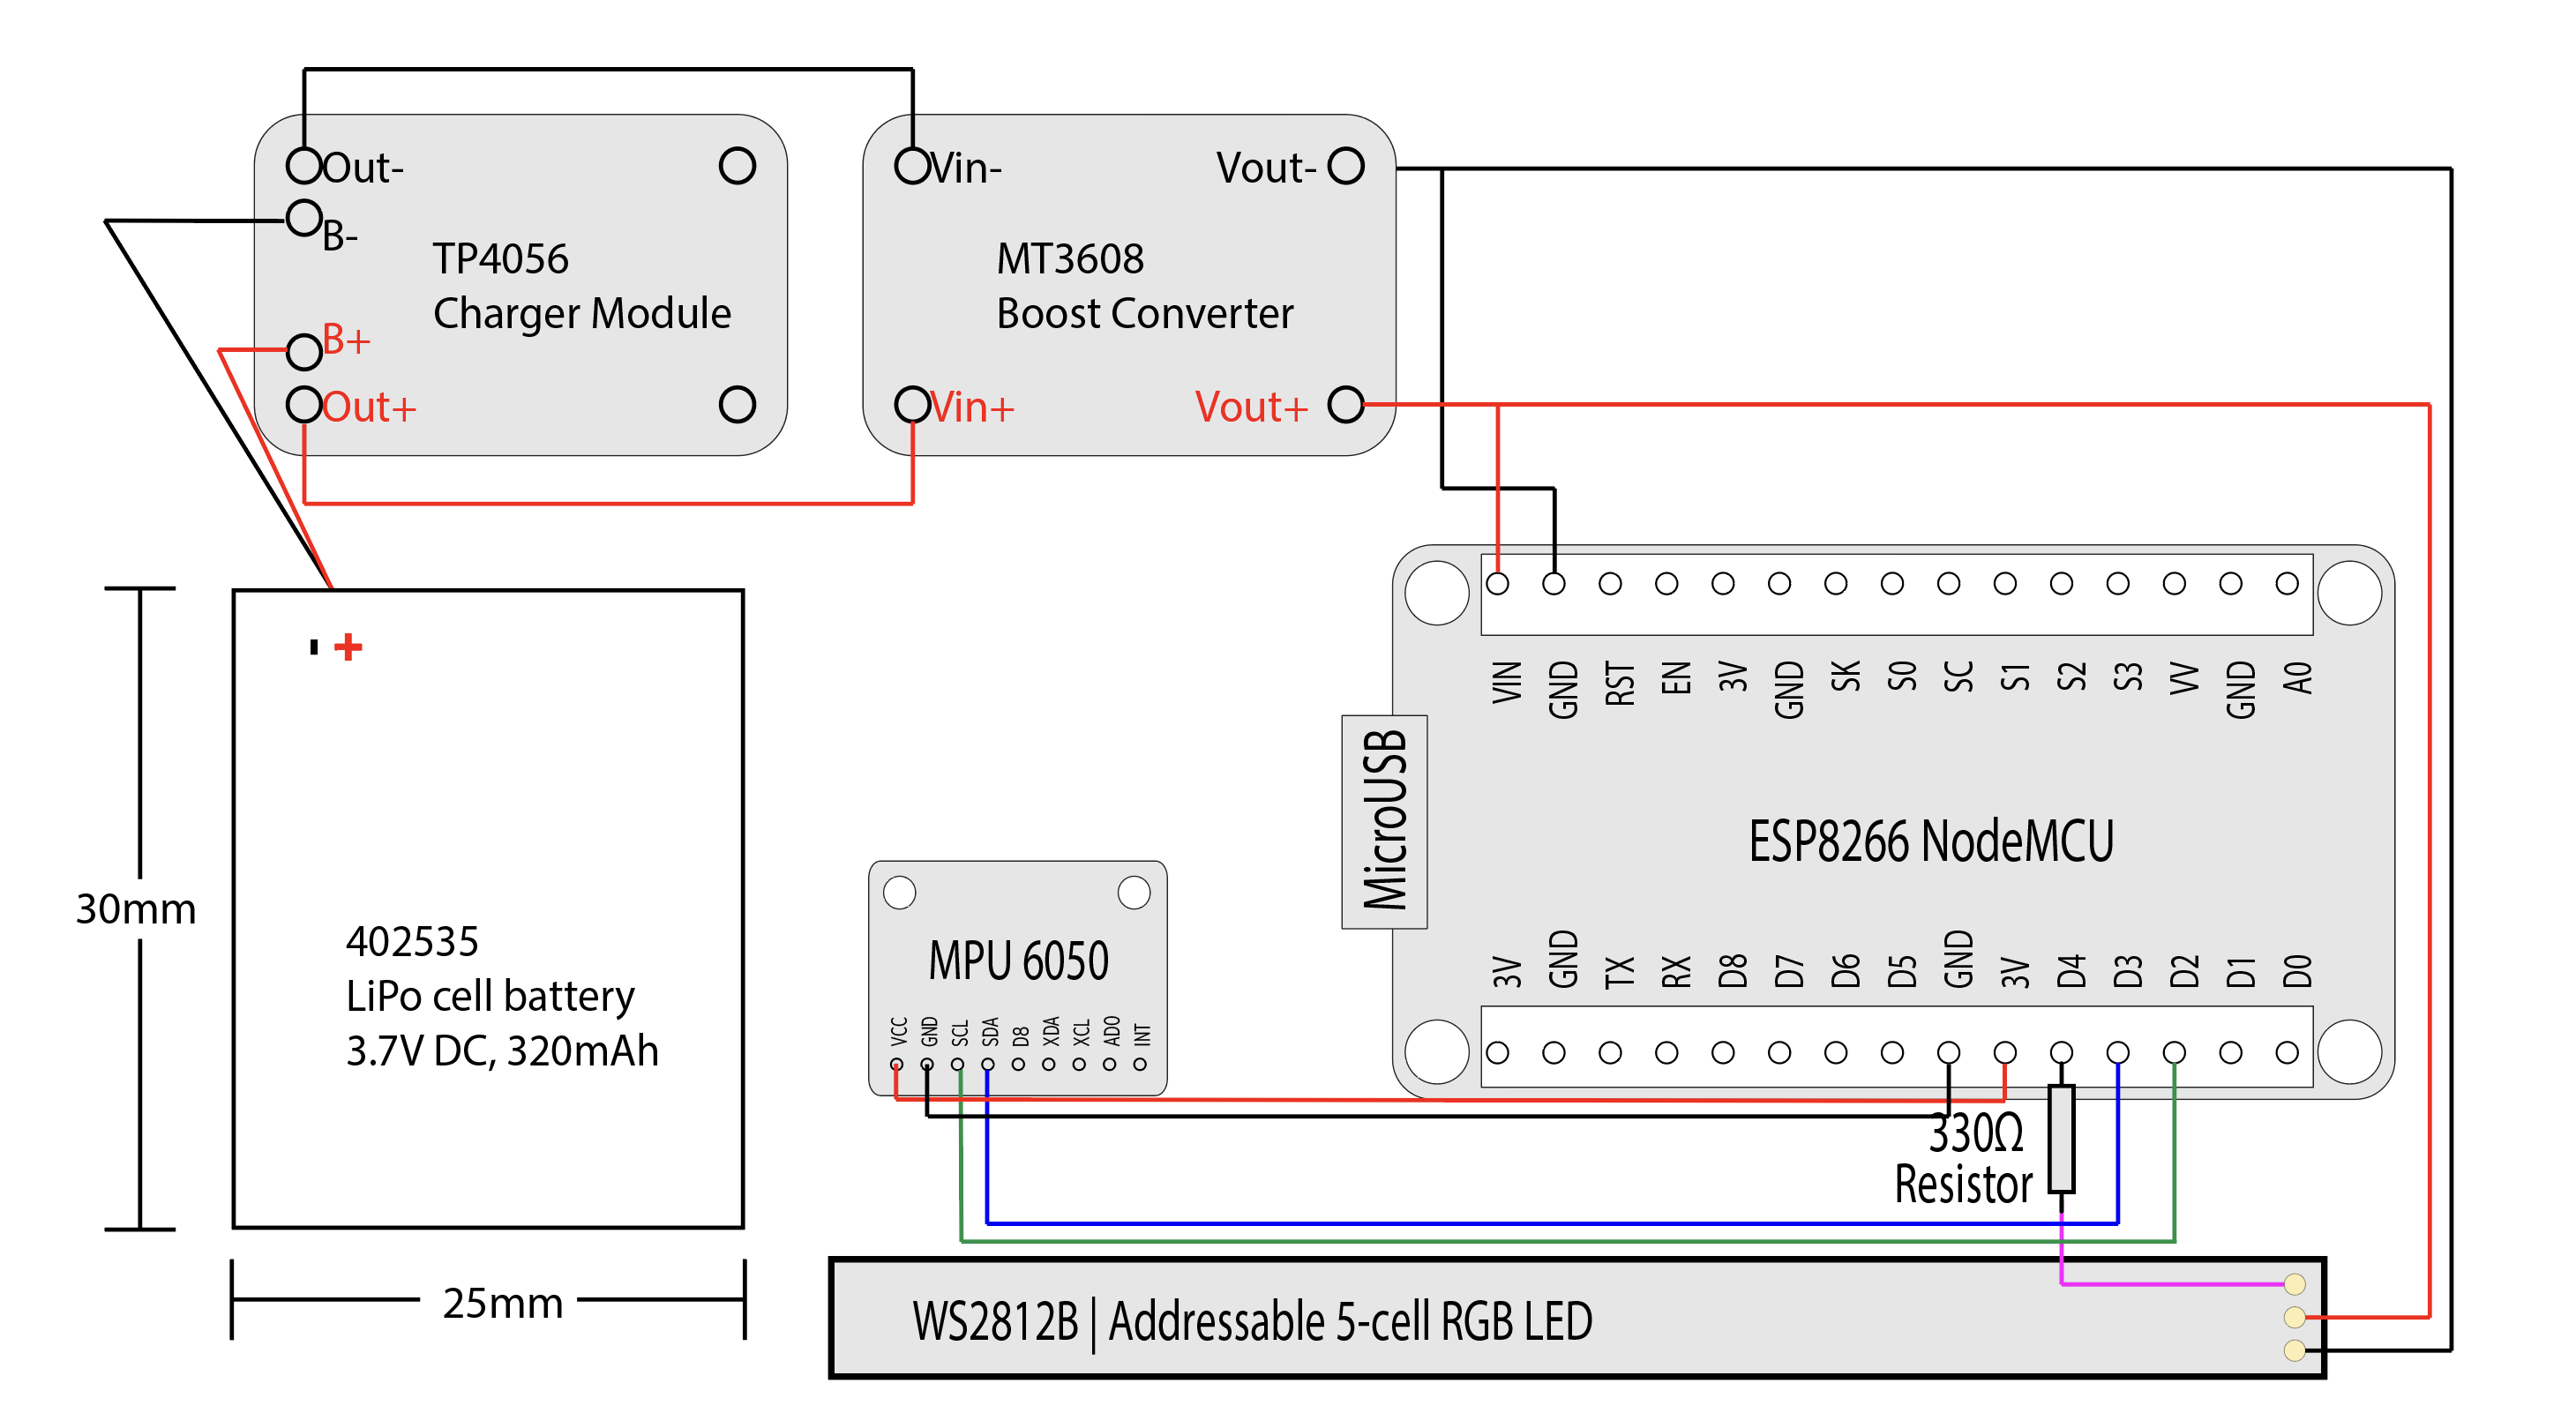 Out-
B-
TP4056
Charger Module
B+
Out+
Vin-
Vout-
MT3608
Boost Converter
Vin+
Vout+
- +
30mm
402535
LiPo cell battery
3.7V DC, 320mAh
25mm
VIN GND RST EN 3V GND SK S0 SC S1 S2 S3 VV GND A0
MicroUSB
ESP8266 NodeMCU
3V GND TX RX D8 D7 D6 D5 GND 3V D4 D3 D2 D1 D0
MPU 6050
VCC GND SCL SDA D8 XDA XCL ADO INT
330Ω
Resistor
WS2812B | Addressable 5-cell RGB LED